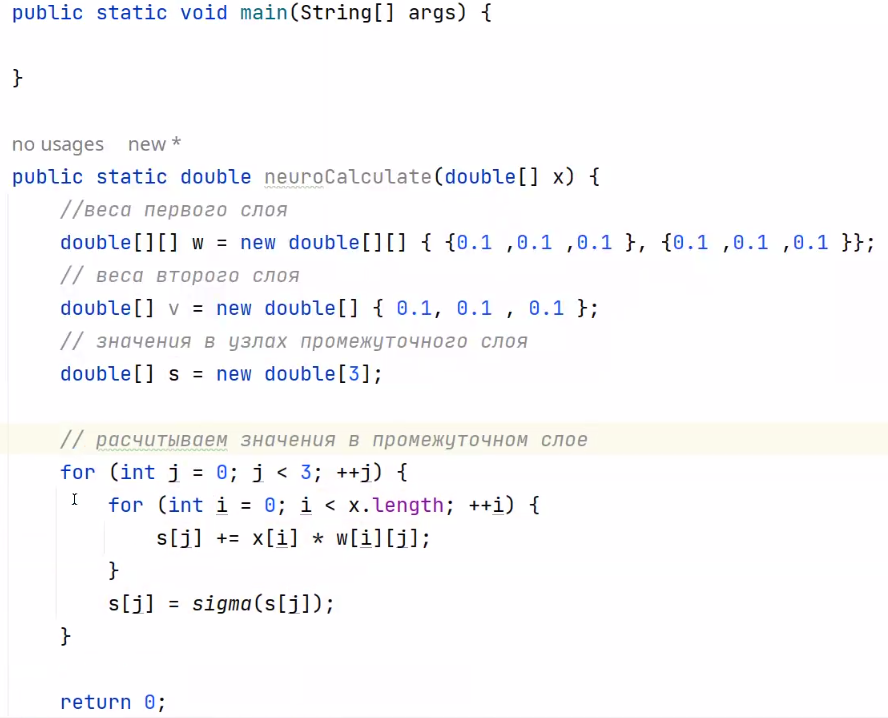 public static void main(String[] args) {
}
no usages new *
public static double neuroCalculate(double[] x) {
//веса первого слоя
double[][] w = new double[][] { {0.1 ,0.1 ,0.1 }, {0.1 ,0.1 ,0.1 }};
// веса второго слоя
double[] v = new double[] { 0.1, 0.1 , 0.1 };
// значения в узлах промежуточного слоя
double[] s = new double[3];
// расчитываем значения в промежуточном слое
for (int j = 0; j < 3; ++j) {
for (int i = 0; i < x.length; ++i) {
s[j] += x[i] * w[i][j];
}
s[j] = sigma(s[j]);
}
return 0;